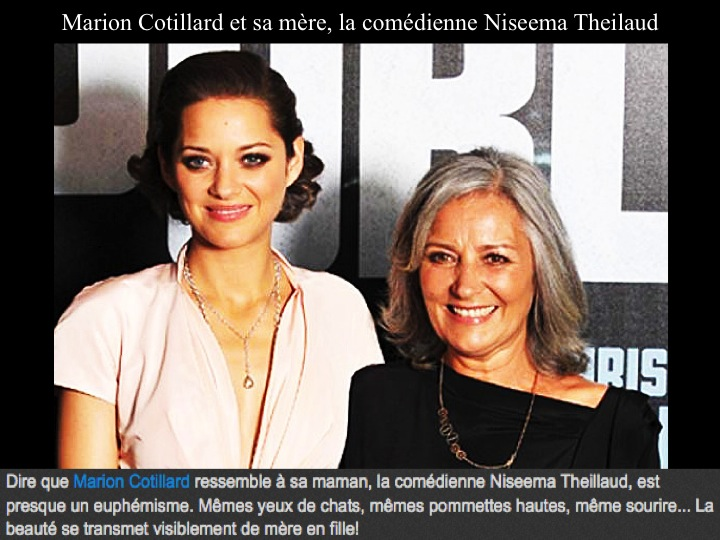 Marion Cotillard et sa mère, la comédienne Niseema Theilaud
PUBL
IRIS
Dire que Marion Cotillard ressemble à sa maman, la comédienne Niseema Theillaud, est
presque un euphémisme. Mêmes yeux de chats, mêmes pommettes hautes, même sourire... La
beauté se transmet visiblement de mère en fille!